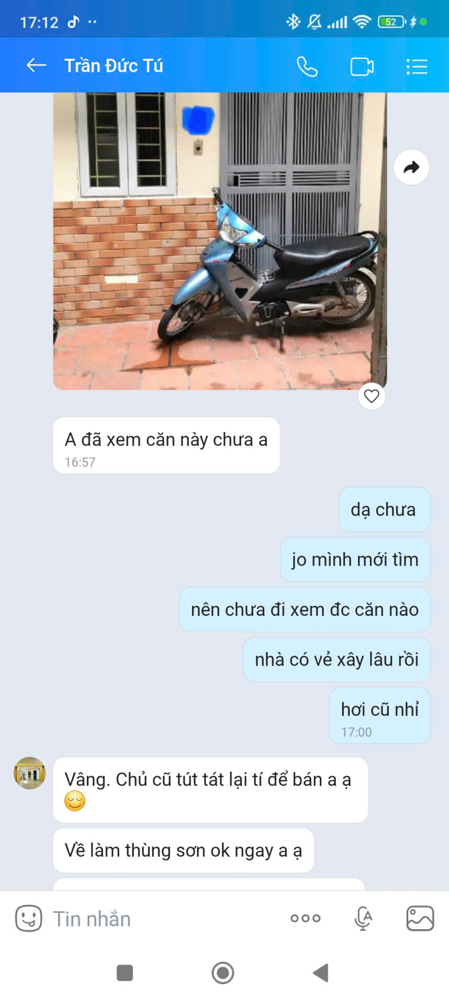 17:12
52
Trần Đức Tú
A đã xem căn này chưa a
16:57
dạ chưa
jo mình mới tìm
nên chưa đi xem đc căn nào
nhà có vẻ xây lâu rồi
hơi cũ nhỉ
17:00
Vâng. Chủ cũ tút tát lại tí để bán a ạ
Về làm thùng sơn ok ngay a ạ
Tin nhắn